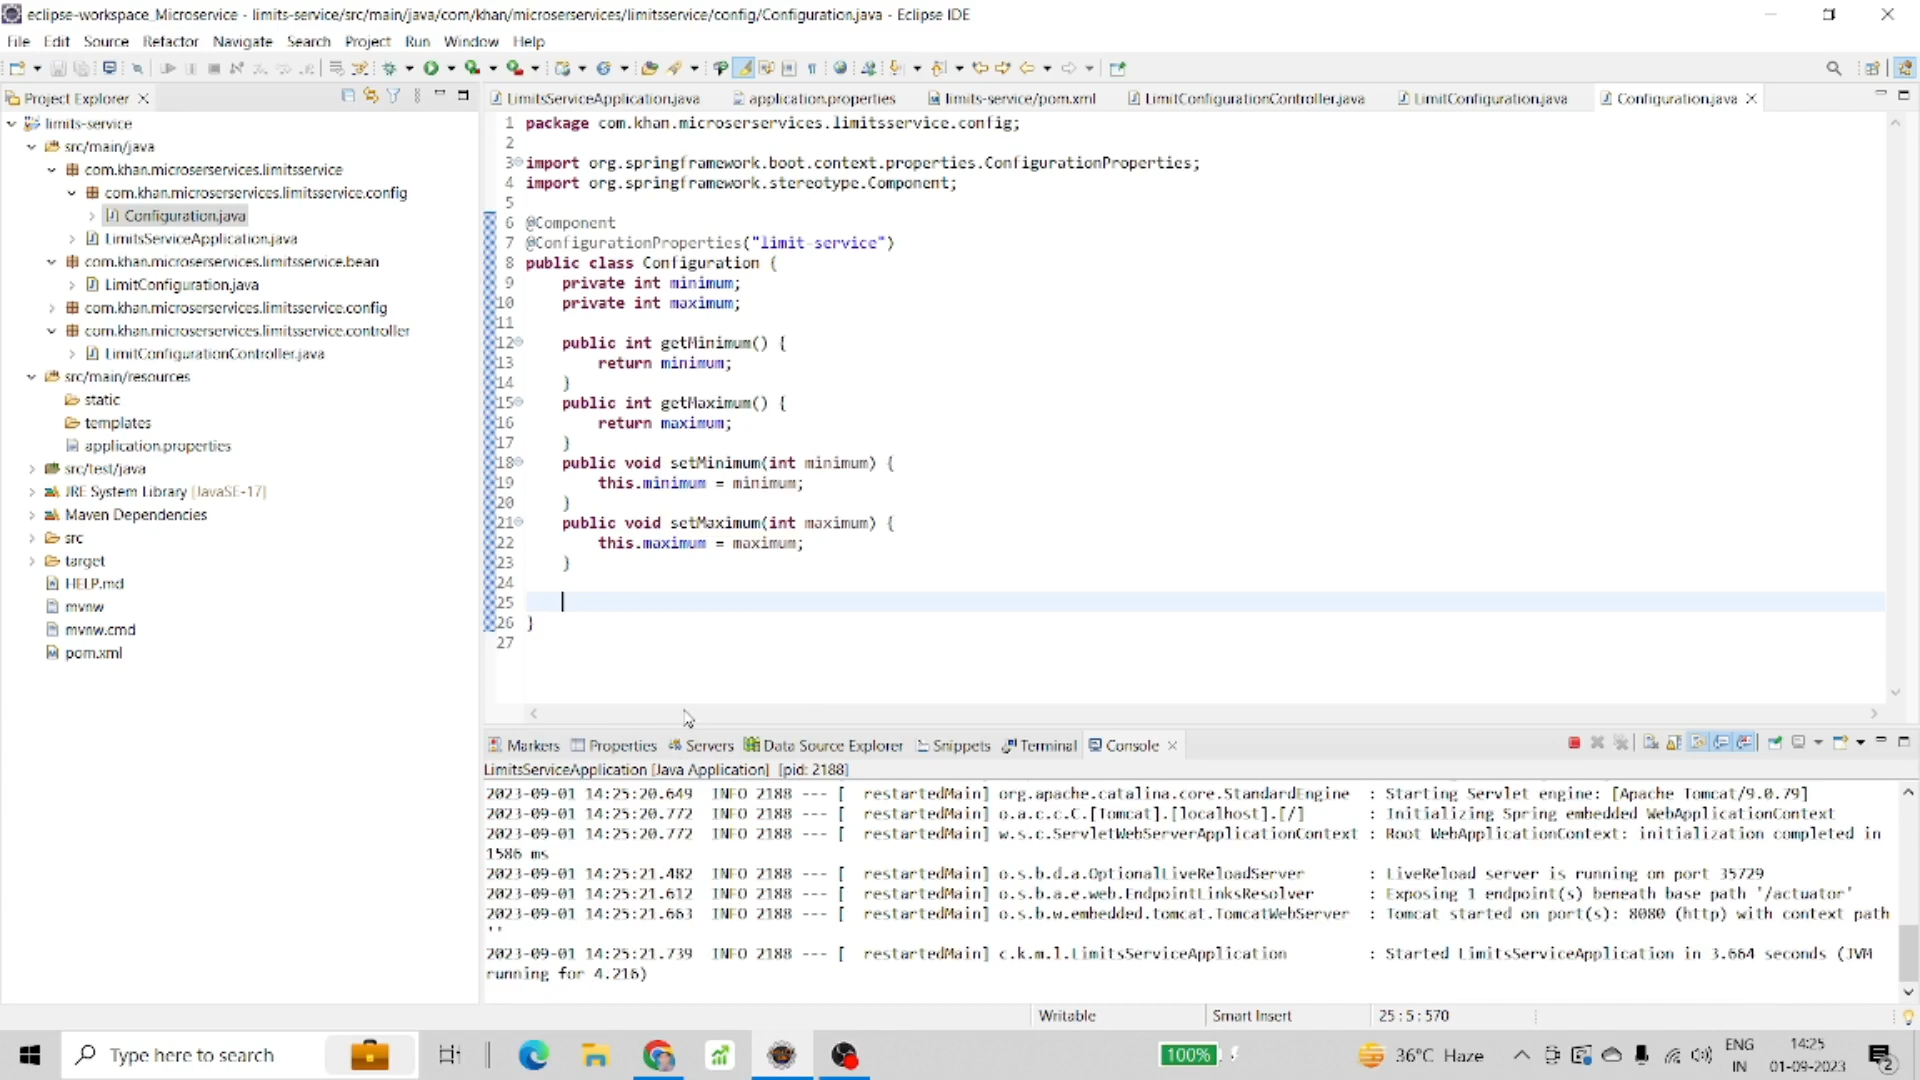 eclipse-workspace_Microservice - limits-service/src/main/java/com/khan/microserservices/limitsservice/config/Configuration.java - Eclipse IDE
File Edit Source Refactor Navigate Search Project Run Window Help
Project Explorer
LimitsServiceApplication.java application.properties limits-service/pom.xml LimitConfigurationController.java LimitConfiguration.java Configuration.java
limits-service
src/main/java
com.khan.microserservices.limitsservice
com.khan.microserservices.limitsservice.config
Configuration.java
LimitsServiceApplication.java
com.khan.microserservices.limitsservice.bean
LimitConfiguration.java
com.khan.microserservices.limitsservice.config
com.khan.microserservices.limitsservice.controller
LimitConfigurationController.java
src/main/resources
static
templates
application.properties
src/test/java
JRE System Library [JavaSE-17]
Maven Dependencies
src
target
HELP.md
mvnw
mvnw.cmd
pom.xml
1 package com.khan.microserservices.limitsservice.config;
2
3 import org.springframework.boot.context.properties.ConfigurationProperties;
4 import org.springframework.stereotype.Component;
5
6 @Component
7 @ConfigurationProperties("limit-service")
8 public class Configuration {
9 private int minimum;
10 private int maximum;
11
12 public int getMinimum() {
13 return minimum;
14 }
15 public int getMaximum() {
16 return maximum;
17 }
18 public void setMinimum(int minimum) {
19 this.minimum = minimum;
20 }
21 public void setMaximum(int maximum) {
22 this.maximum = maximum;
23 }
24
25
26 }
27
Markers Properties Servers Data Source Explorer Snippets Terminal Console
LimitsServiceApplication [Java Application] [pid: 2188]
2023-09-01 14:25:20.649 INFO 2188 --- [ restartedMain] org.apache.catalina.core.StandardEngine : Starting Servlet engine: [Apache Tomcat/9.0.79]
2023-09-01 14:25:20.772 INFO 2188 --- [ restartedMain] o.a.c.c.C.[Tomcat].[localhost].[/] : Initializing Spring embedded WebApplicationContext
2023-09-01 14:25:20.772 INFO 2188 --- [ restartedMain] w.s.c.ServletWebServerApplicationContext : Root WebApplicationContext: initialization completed in
1586 ms
2023-09-01 14:25:21.482 INFO 2188 --- [ restartedMain] o.s.b.d.a.OptionalLiveReloadServer : LiveReload server is running on port 35729
2023-09-01 14:25:21.612 INFO 2188 --- [ restartedMain] o.s.b.a.e.web.EndpointLinksResolver : Exposing 1 endpoint(s) beneath base path '/actuator'
2023-09-01 14:25:21.663 INFO 2188 --- [ restartedMain] o.s.b.w.embedded.tomcat.TomcatWebServer : Tomcat started on port(s): 8080 (http) with context path
''
2023-09-01 14:25:21.739 INFO 2188 --- [ restartedMain] c.k.m.l.LimitsServiceApplication : Started LimitsServiceApplication in 3.664 seconds (JVM
running for 4.216)
Writable Smart Insert 25 : 5 : 570
Type here to search
100%
36°C Haze
ENG
IN
14:25
01-09-2023
2